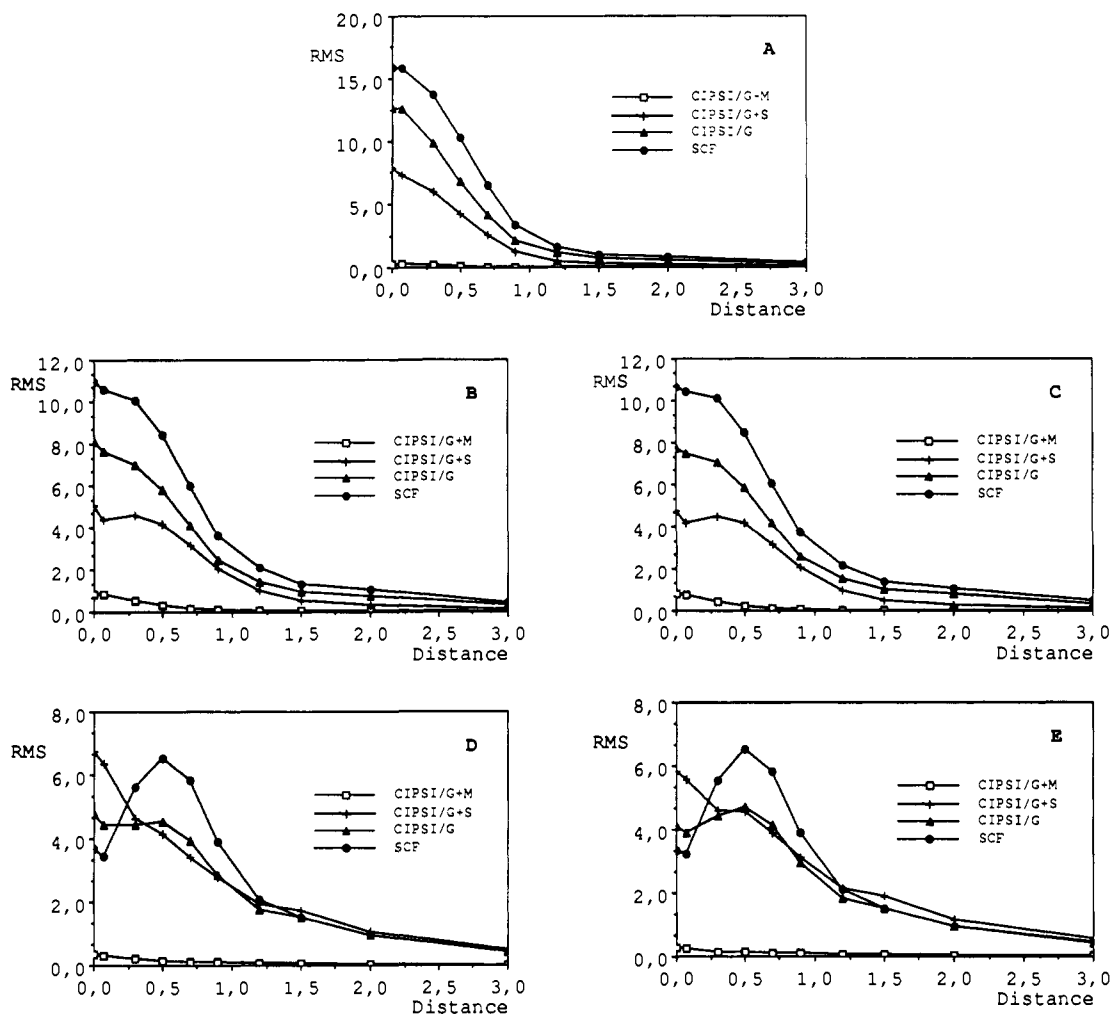 20,0
RMS
A
15,0
10,0
5,0
0,0
CIPSI/G-M
CIPSI/G+S
CIPSI/G
SCF
0,0 0,5 1,0 1,5 2,0 2,5 3,0
Distance
12,0
RMS
B
10,0
8,0
6,0
4,0
2,0
0,0
CIPSI/G+M
CIPSI/G+S
CIPSI/G
SCF
0,0 0,5 1,0 1,5 2,0 2,5 3,0
Distance
12,0
RMS
C
10,0
8,0
6,0
4,0
2,0
0,0
CIPSI/G+M
CIPSI/G+S
CIPSI/G
SCF
0,0 0,5 1,0 1,5 2,0 2,5 3,0
Distance
8,0
RMS
D
6,0
4,0
2,0
0,0
CIPSI/G+M
CIPSI/G+S
CIPSI/G
SCF
0,0 0,5 1,0 1,5 2,0 2,5 3,0
Distance
8,0
RMS
E
6,0
4,0
2,0
0,0
CIPSI/G+M
CIPSI/G+S
CIPSI/G
SCF
0,0 0,5 1,0 1,5 2,0 2,5 3,0
Distance